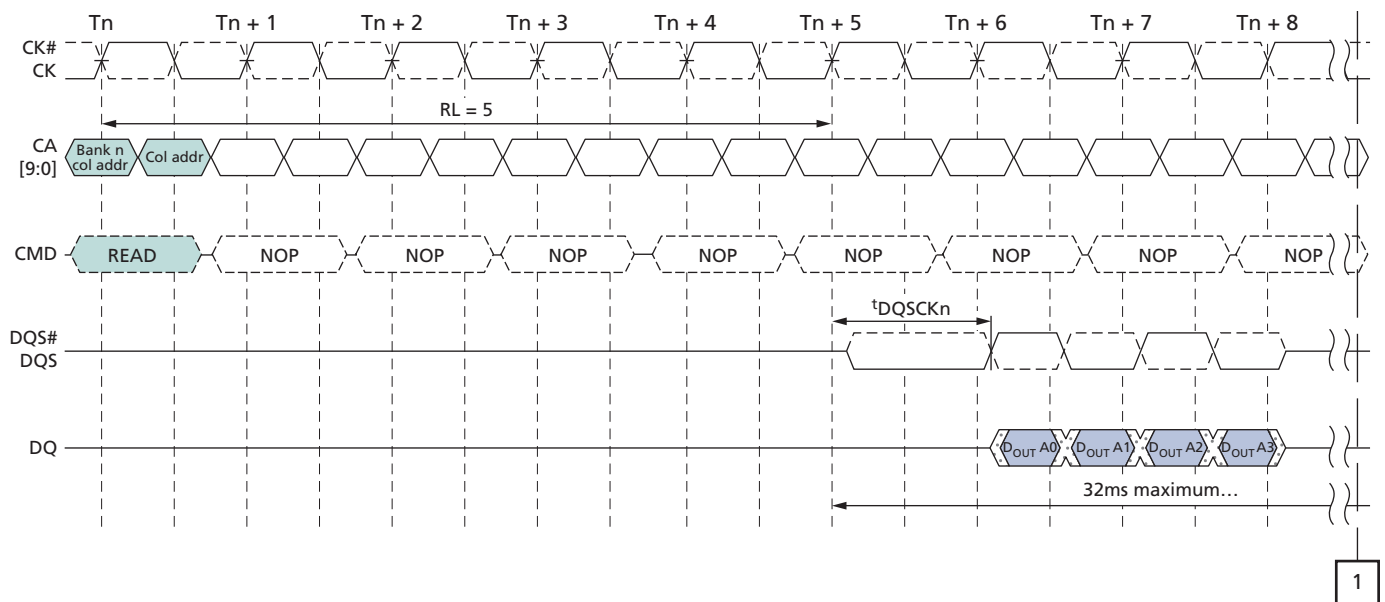 Tn Tn + 1 Tn + 2 Tn + 3 Tn + 4 Tn + 5 Tn + 6 Tn + 7 Tn + 8
CK#
CK
RL = 5
CA
[9:0]
Bank n
col addr
Col addr
CMD READ NOP NOP NOP NOP NOP NOP NOP NOP
tDQSCKn
DQS#
DQS
DQ DOUT A0 DOUT A1 DOUT A2 DOUT A3
32ms maximum…
1